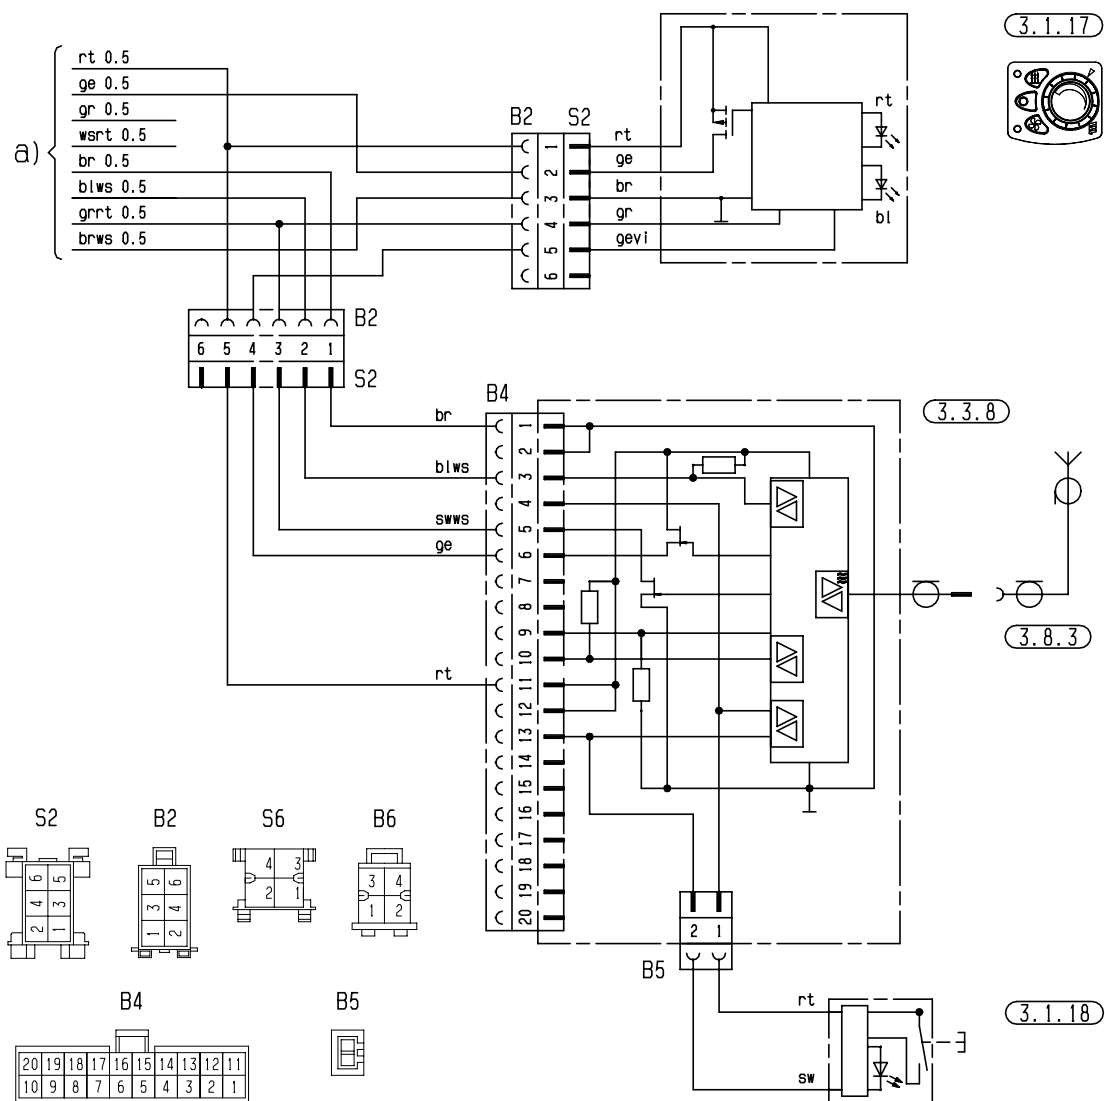 3.1.17
rt 0.5
ge 0.5
gr 0.5
wsrt 0.5
br 0.5
blws 0.5
grrt 0.5
brws 0.5
a)
B2 S2
1
2
3
4
5
6
rt
ge
br
gr
gevi
rt
bl
B2
6 5 4 3 2 1
S2
B4
3.3.8
br
blws
swws
ge
rt
1
2
3
4
5
6
7
8
9
10
11
12
13
14
15
16
17
18
19
20
3.8.3
2 1
B5
rt
sw
3.1.18
S2 B2 S6 B6
6 5
4 3
2 1
5 6
3 4
1 2
4 3
2 1
3 4
1 2
B4 B5
20 19 18 17 16 15 14 13 12 11
10 9 8 7 6 5 4 3 2 1